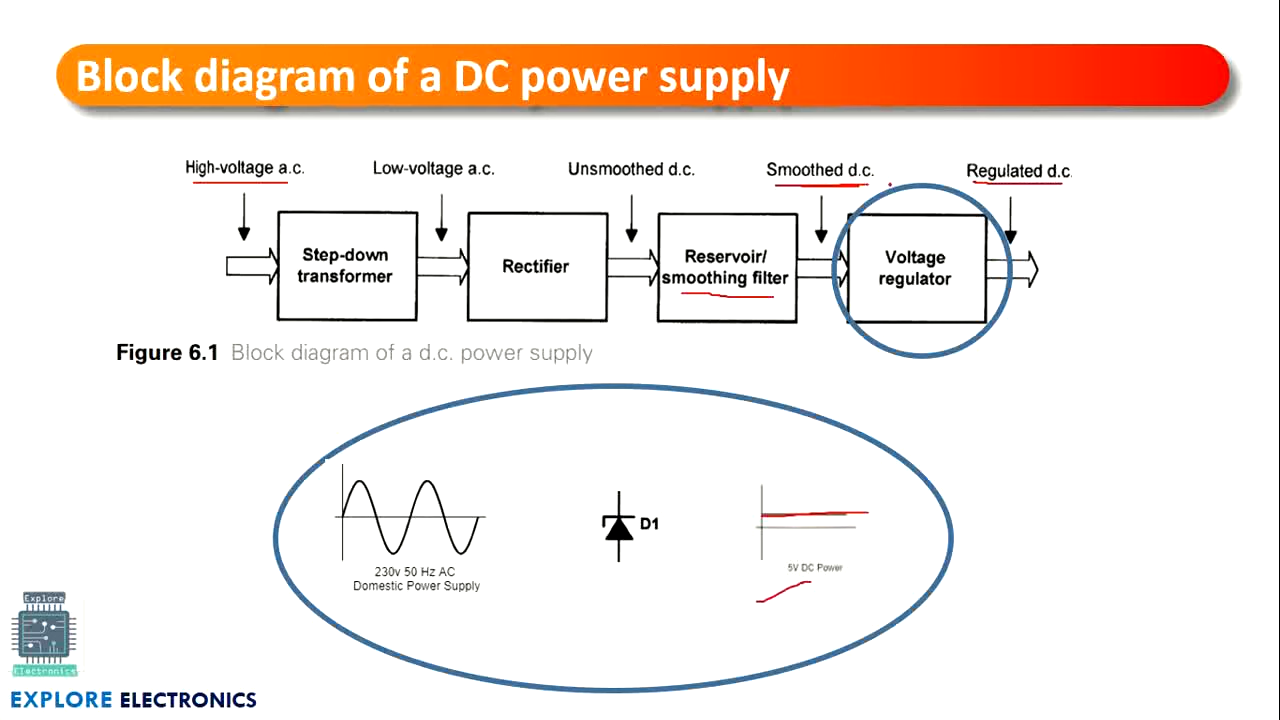 Block diagram of a DC power supply
High-voltage a.c.
Low-voltage a.c.
Unsmoothed d.c.
Smoothed d.c.
Regulated d.c.
Step-down
transformer
Rectifier
Reservoir/
smoothing filter
Voltage
regulator
Figure 6.1 Block diagram of a d.c. power supply
D1
230v 50 Hz AC
Domestic Power Supply
5V DC Power
Explore
Electronics
EXPLORE ELECTRONICS